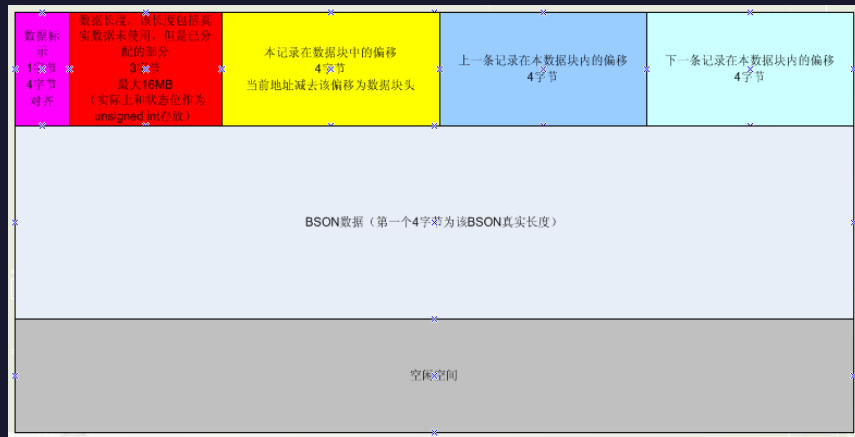 数据标
示
1字节
4字节
对齐
数据长度，该长度包括真
实数据未使用，但是已分
配的部分
3字节
最大16MB
（实际上和状态位作为
unsigned int存放）
本记录在数据块中的偏移
4字节
当前地址减去该偏移为数据块头
上一条记录在本数据块内的偏移
4字节
下一条记录在本数据块内的偏移
4字节
BSON数据（第一个4字节为该BSON真实长度）
空闲空间